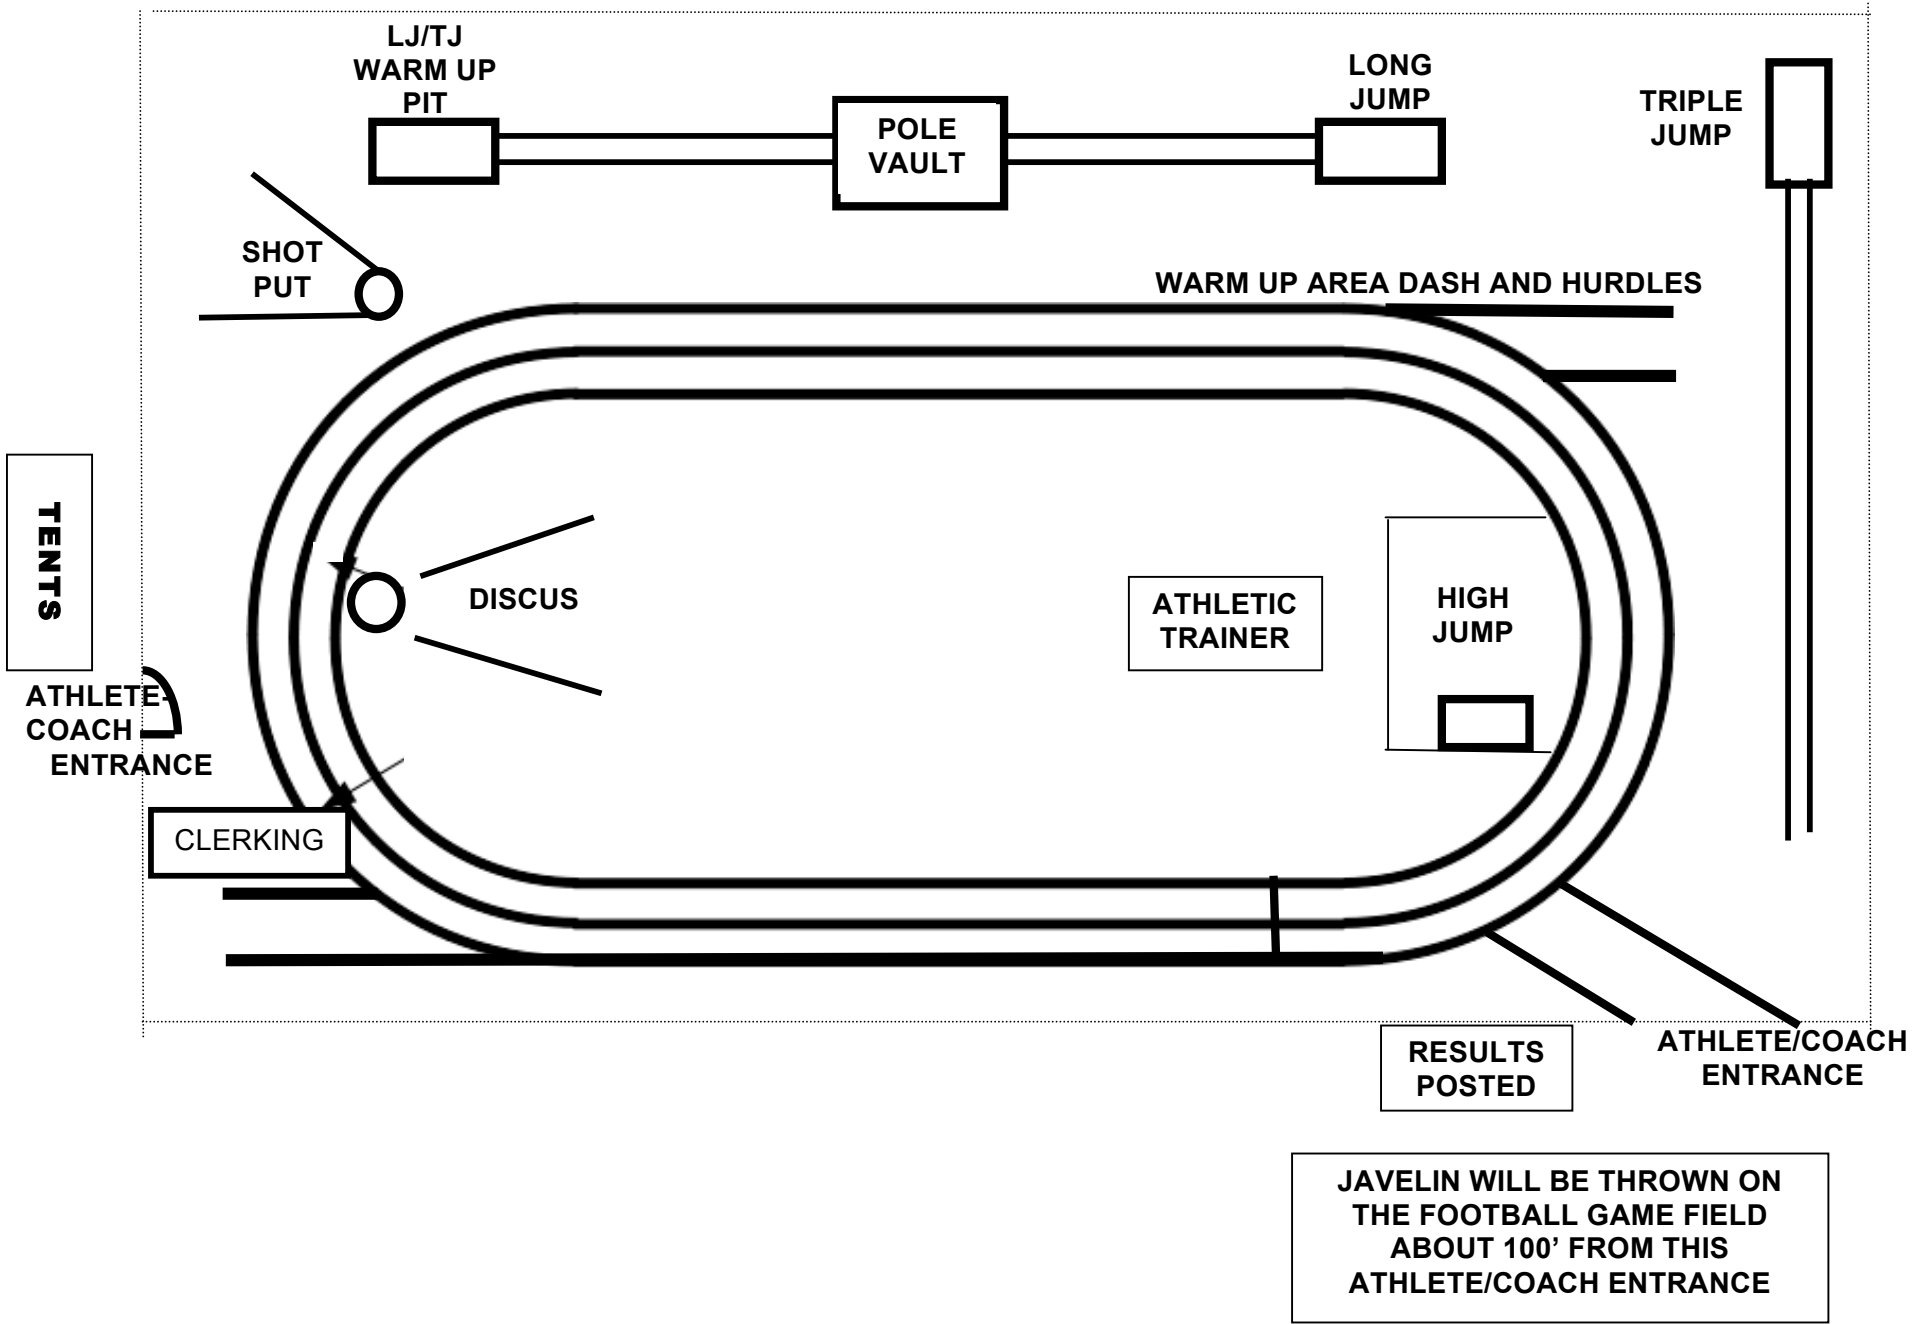 LJ/TJ
WARM UP
PIT
POLE
VAULT
LONG
JUMP
TRIPLE
JUMP
SHOT
PUT
WARM UP AREA DASH AND HURDLES
TENTS
DISCUS
ATHLETIC
TRAINER
HIGH
JUMP
ATHLETE-
COACH
ENTRANCE
CLERKING
RESULTS
POSTED
ATHLETE/COACH
ENTRANCE
JAVELIN WILL BE THROWN ON
THE FOOTBALL GAME FIELD
ABOUT 100’ FROM THIS
ATHLETE/COACH ENTRANCE